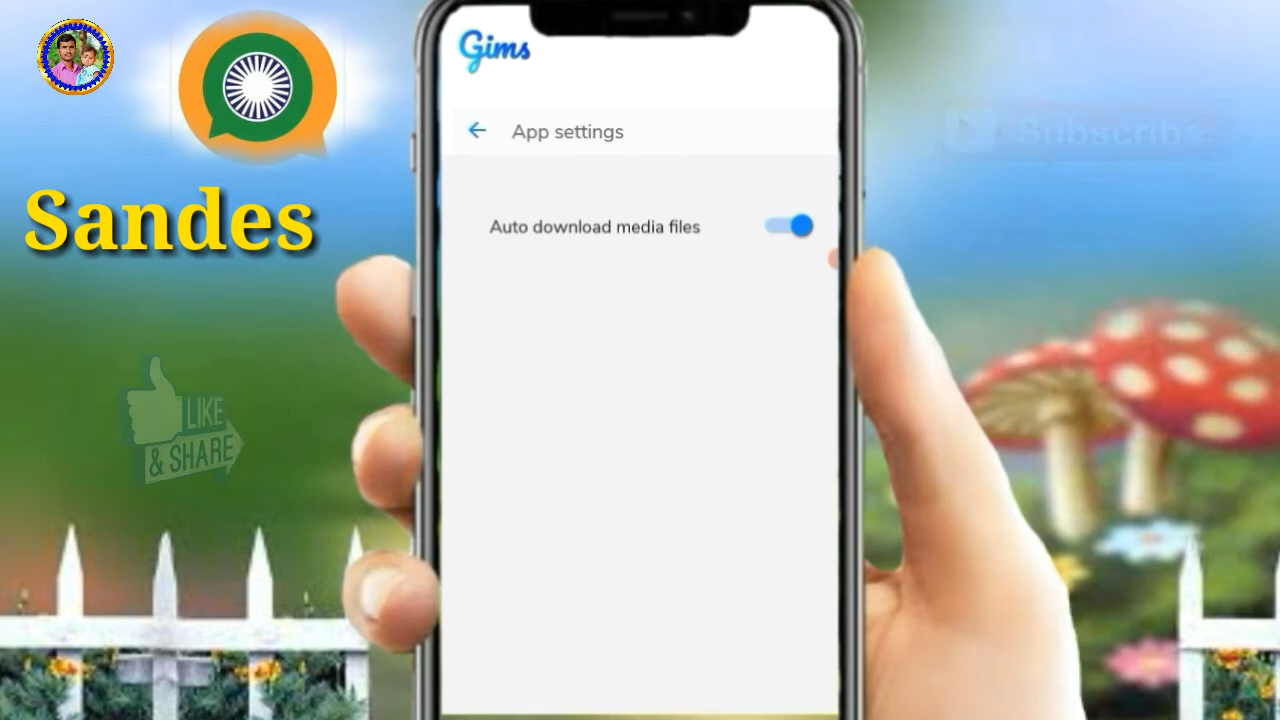 Gims
App settings
Auto download media files
Sandes
Subscribe
LIKE
& SHARE